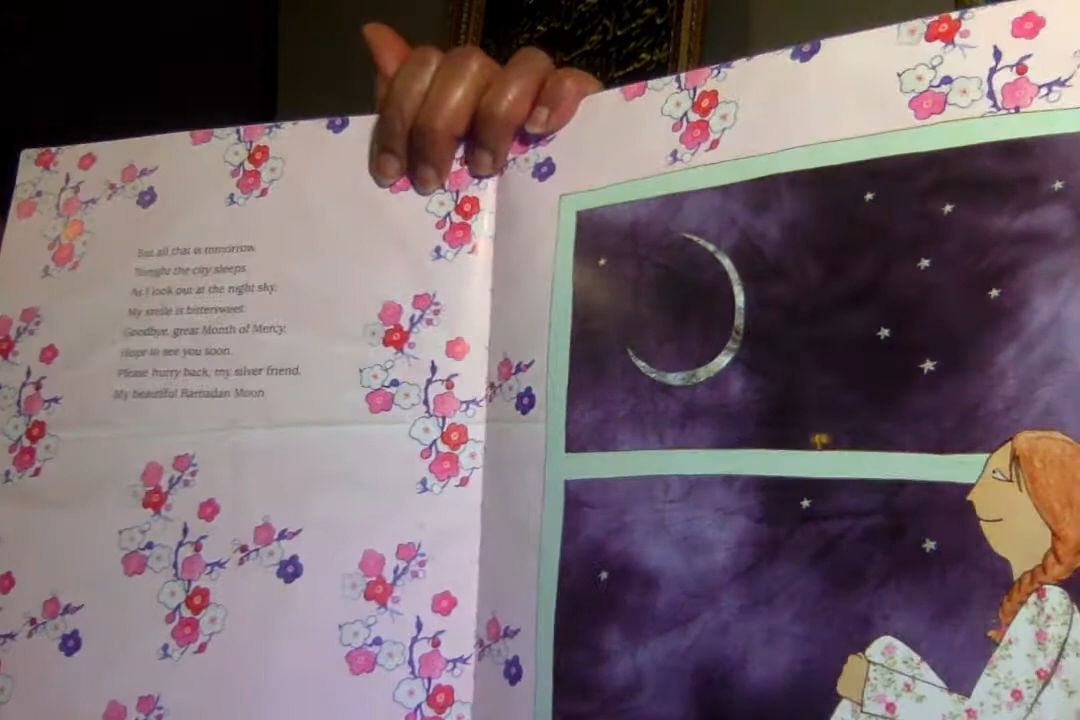 But all that is tomorrow.
Tonight the city sleeps.
As I look out at the night sky,
My smile is bittersweet.
Goodbye, great Month of Mercy,
Hope to see you soon.
Please hurry back, my silver friend,
My beautiful Ramadan Moon